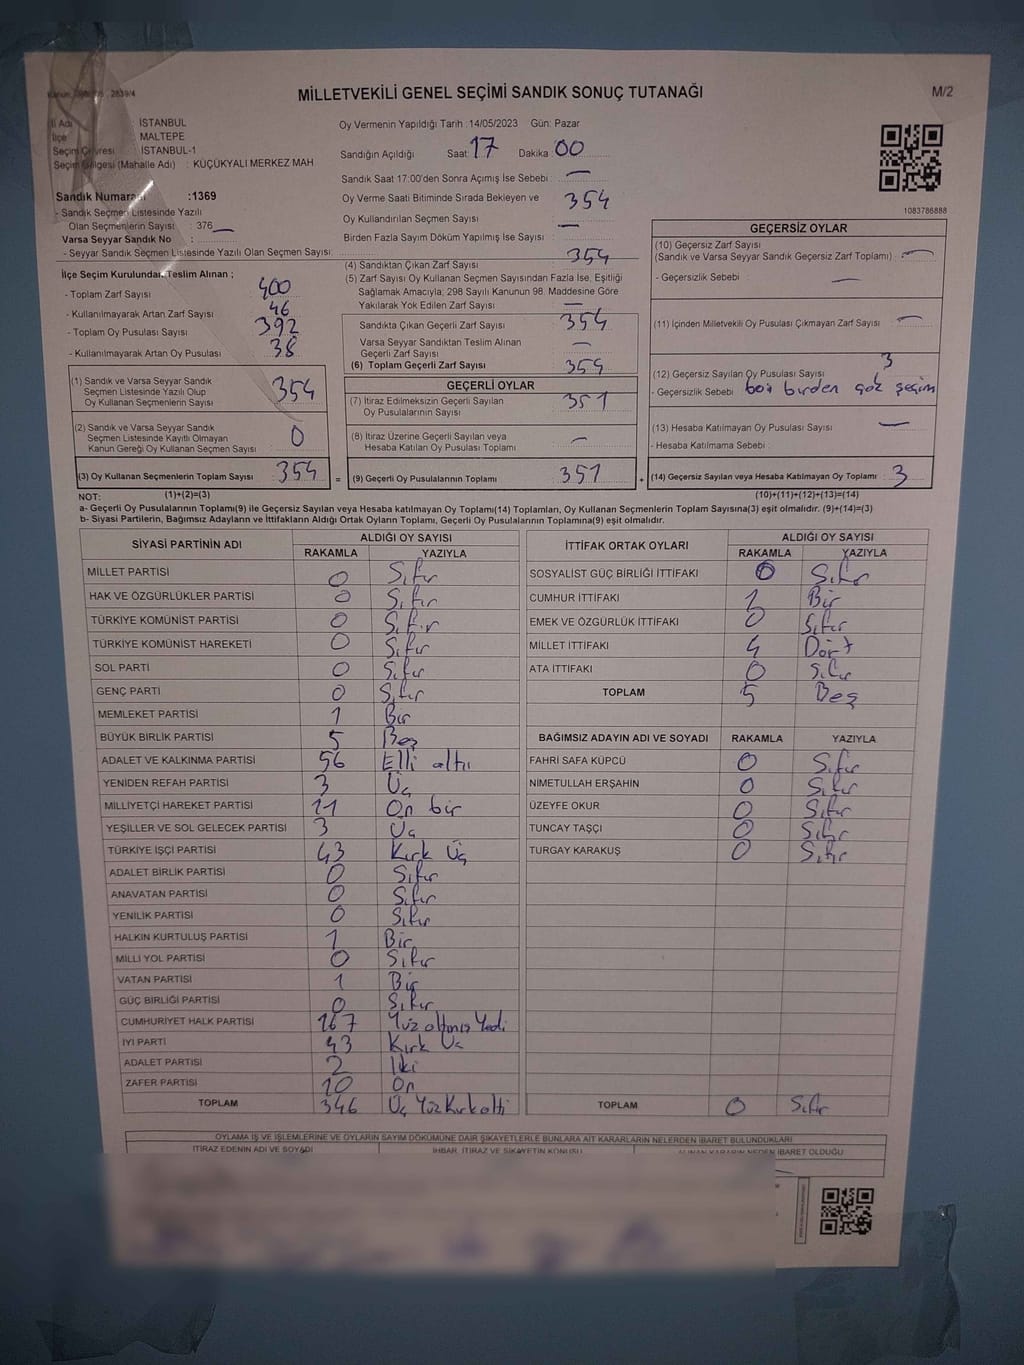 MİLLETVEKİLİ GENEL SEÇİMİ SANDIK SONUÇ TUTANAĞI
M/2
2839/4
İl Adı : İSTANBUL
İlçe : MALTEPE
Seçim Çevresi : İSTANBUL-1
Seçim Bölgesi (Mahalle Adı) : KÜÇÜKYALI MERKEZ MAH
Sandık Numarası :1369
- Sandık Seçmen Listesinde Yazılı
Olan Seçmenlerin Sayısı : 376
Varsa Seyyar Sandık No :
- Seyyar Sandık Seçmen Listesinde Yazılı Olan Seçmen Sayısı:
Oy Vermenin Yapıldığı Tarih :14/05/2023 Gün: Pazar
Sandığın Açıldığı Saat: 17 Dakika : 00
Sandık Saat 17:00'den Sonra Açımış İse Sebebi : —
Oy Verme Saati Bitiminde Sırada Bekleyen ve : 354
Oy Kullandırılan Seçmen Sayısı
Birden Fazla Sayım Döküm Yapılmış İse Sayısı : —
1083786888
İlçe Seçim Kurulundan Teslim Alınan ;
- Toplam Zarf Sayısı : 400
- Kullanılmayarak Artan Zarf Sayısı : 46
- Toplam Oy Pusulası Sayısı : 392
- Kullanılmayarak Artan Oy Pusulası : 38
(1) Sandık ve Varsa Seyyar Sandık
Seçmen Listesinde Yazılı Olup
Oy Kullanan Seçmenlerin Sayısı : 354
(2) Sandık ve Varsa Seyyar Sandık
Seçmen Listesinde Kayıtlı Olmayan
Kanun Gereği Oy Kullanan Seçmen Sayısı : 0
(3) Oy Kullanan Seçmenlerin Toplam Sayısı : 354
(4) Sandıktan Çıkan Zarf Sayısı : 354
(5) Zarf Sayısı Oy Kullanan Seçmen Sayısından Fazla İse, Eşitliği
Sağlamak Amacıyla, 298 Sayılı Kanunun 98. Maddesine Göre
Yakılarak Yok Edilen Zarf Sayısı : —
Sandıkta Çıkan Geçerli Zarf Sayısı : 354
Varsa Seyyar Sandıktan Teslim Alınan
Geçerli Zarf Sayısı : —
(6) Toplam Geçerli Zarf Sayısı : 354
GEÇERLİ OYLAR
(7) İtiraz Edilmeksizin Geçerli Sayılan
Oy Pusulalarının Sayısı : 351
(8) İtiraz Üzerine Geçerli Sayılan veya
Hesaba Katılan Oy Pusulası Toplamı : —
= (9) Geçerli Oy Pusulalarının Toplamı : 351
GEÇERSİZ OYLAR
(10) Geçersiz Zarf Sayısı
(Sandık ve Varsa Seyyar Sandık Geçersiz Zarf Toplamı) : —
- Geçersizlik Sebebi : —
(11) İçinden Milletvekili Oy Pusulası Çıkmayan Zarf Sayısı : —
(12) Geçersiz Sayılan Oy Pusulası Sayısı : 3
- Geçersizlik Sebebi : birden çok seçim
(13) Hesaba Katılmayan Oy Pusulası Sayısı : —
- Hesaba Katılmama Sebebi :
+ (14) Geçersiz Sayılan veya Hesaba Katılmayan Oy Toplamı : 3
NOT: (1)+(2)=(3) (10)+(11)+(12)+(13)=(14)
a- Geçerli Oy Pusulalarının Toplamı(9) ile Geçersiz Sayılan veya Hesaba katılmayan Oy Toplamı(14) Toplamları, Oy Kullanan Seçmenlerin Toplam Sayısına(3) eşit olmalıdır. (9)+(14)=(3)
b- Siyasi Partilerin, Bağımsız Adayların ve İttifakların Aldığı Ortak Oyların Toplamı, Geçerli Oy Pusulalarının Toplamına(9) eşit olmalıdır.
SİYASİ PARTİNİN ADI ALDIĞI OY SAYISI
RAKAMLA YAZIYLA
MİLLET PARTİSİ 0 Sıfır
HAK VE ÖZGÜRLÜKLER PARTİSİ 0 Sıfır
TÜRKİYE KOMÜNİST PARTİSİ 0 Sıfır
TÜRKİYE KOMÜNİST HAREKETİ 0 Sıfır
SOL PARTİ 0 Sıfır
GENÇ PARTİ 0 Sıfır
MEMLEKET PARTİSİ 1 Bir
BÜYÜK BİRLİK PARTİSİ 5 Beş
ADALET VE KALKINMA PARTİSİ 56 Elli altı
YENİDEN REFAH PARTİSİ 3 Üç
MİLLİYETÇİ HAREKET PARTİSİ 11 On bir
YEŞİLLER VE SOL GELECEK PARTİSİ 3 Üç
TÜRKİYE İŞÇİ PARTİSİ 43 Kırk Üç
ADALET BİRLİK PARTİSİ 0 Sıfır
ANAVATAN PARTİSİ 0 Sıfır
YENİLİK PARTİSİ 0 Sıfır
HALKIN KURTULUŞ PARTİSİ 1 Bir
MİLLİ YOL PARTİSİ 0 Sıfır
VATAN PARTİSİ 1 Bir
GÜÇ BİRLİĞİ PARTİSİ 0 Sıfır
CUMHURİYET HALK PARTİSİ 167 Yüz altmış Yedi
İYİ PARTİ 43 Kırk Üç
ADALET PARTİSİ 2 İki
ZAFER PARTİSİ 10 On
TOPLAM 346 Üç Yüz Kırk altı
İTTİFAK ORTAK OYLARI ALDIĞI OY SAYISI
RAKAMLA YAZIYLA
SOSYALİST GÜÇ BİRLİĞİ İTTİFAKI 0 Sıfır
CUMHUR İTTİFAKI 1 Bir
EMEK VE ÖZGÜRLÜK İTTİFAKI 0 Sıfır
MİLLET İTTİFAKI 4 Dört
ATA İTTİFAKI 0 Sıfır
TOPLAM 5 Beş
BAĞIMSIZ ADAYIN ADI VE SOYADI RAKAMLA YAZIYLA
FAHRİ SAFA KÜPCÜ 0 Sıfır
NİMETULLAH ERŞAHİN 0 Sıfır
ÜZEYFE OKUR 0 Sıfır
TUNCAY TAŞÇI 0 Sıfır
TURGAY KARAKUŞ 0 Sıfır
TOPLAM 0 Sıfır
OYLAMA İŞ VE İŞLEMLERİNE VE OYLARIN SAYIM DÖKÜMÜNE DAİR ŞİKAYETLERLE BUNLARA AİT KARARLARIN NELERDEN İBARET BULUNDUKLARI
İTİRAZ EDENİN ADI VE SOYADI İHBAR, İTİRAZ VE ŞİKAYETİN KONUSU ALINAN KARARIN NEDEN İBARET OLDUĞU